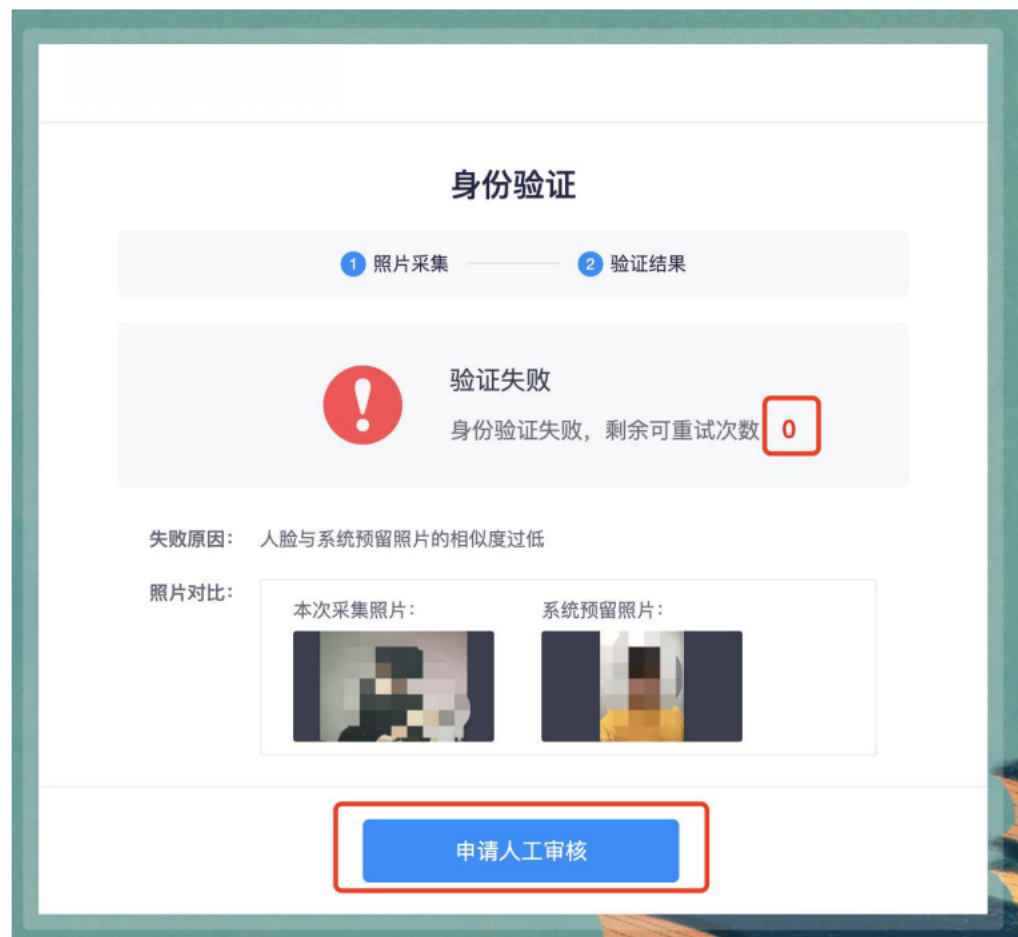 身份验证
1 照片采集 2 验证结果
验证失败
身份验证失败，剩余可重试次数 0
失败原因： 人脸与系统预留照片的相似度过低
照片对比：
本次采集照片： 系统预留照片：
申请人工审核